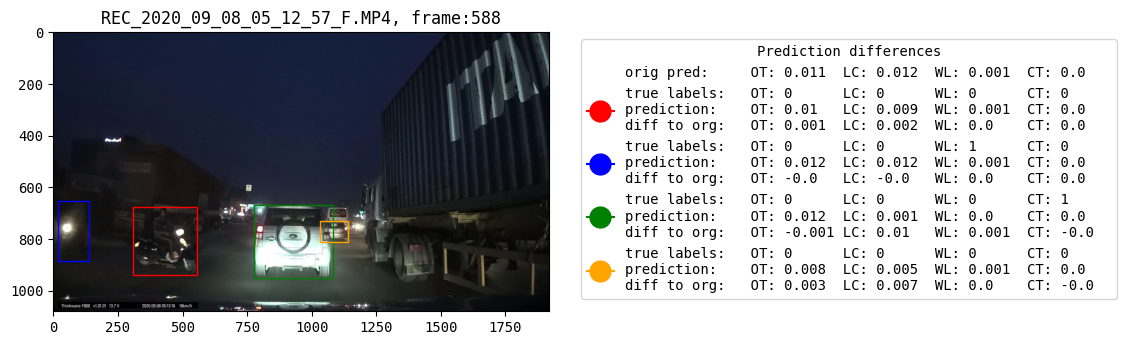 REC_2020_09_08_05_12_57_F.MP4, frame:588
0
200
400
600
800
1000
0 250 500 750 1000 1250 1500 1750
ITAL
Prediction differences
orig pred: OT: 0.011 LC: 0.012 WL: 0.001 CT: 0.0
true labels: OT: 0 LC: 0 WL: 0 CT: 0
prediction: OT: 0.01 LC: 0.009 WL: 0.001 CT: 0.0
diff to org: OT: 0.001 LC: 0.002 WL: 0.0 CT: 0.0
true labels: OT: 0 LC: 0 WL: 1 CT: 0
prediction: OT: 0.012 LC: 0.012 WL: 0.001 CT: 0.0
diff to org: OT: -0.0 LC: -0.0 WL: 0.0 CT: 0.0
true labels: OT: 0 LC: 0 WL: 0 CT: 1
prediction: OT: 0.012 LC: 0.001 WL: 0.0 CT: 0.0
diff to org: OT: -0.001 LC: 0.01 WL: 0.001 CT: -0.0
true labels: OT: 0 LC: 0 WL: 0 CT: 0
prediction: OT: 0.008 LC: 0.005 WL: 0.001 CT: 0.0
diff to org: OT: 0.003 LC: 0.007 WL: 0.0 CT: -0.0